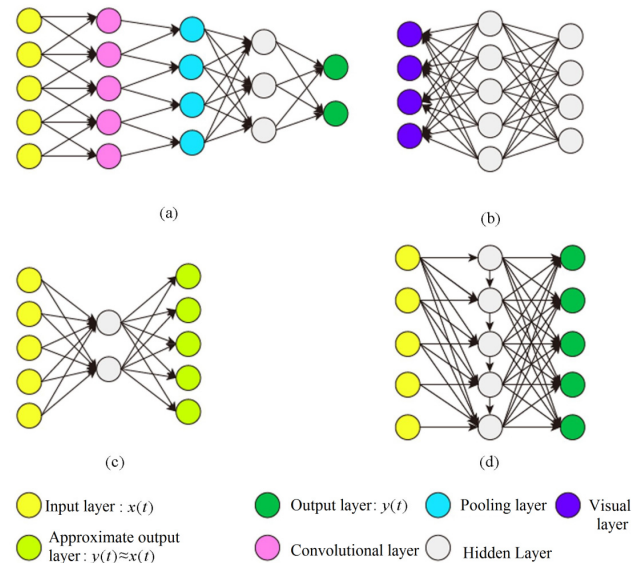 (a)
(b)
(c)
(d)
Input layer : x(t)
Output layer: y(t)
Pooling layer
Visual
layer
Approximate output
layer : y(t)≈x(t)
Convolutional layer
Hidden Layer